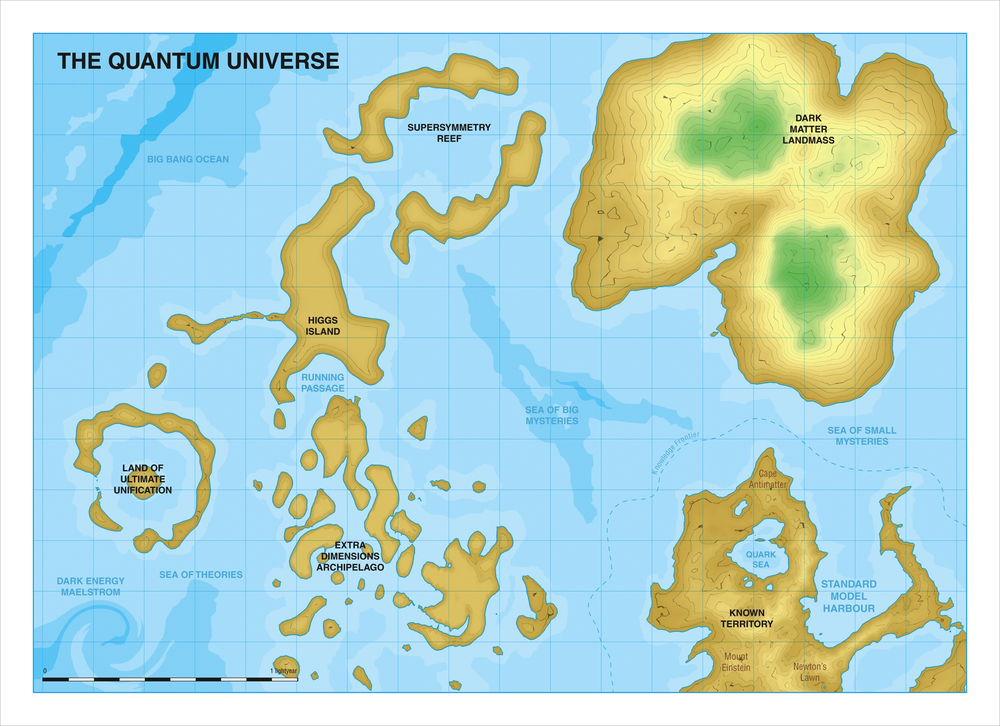 THE QUANTUM UNIVERSE
BIG BANG OCEAN
SUPERSYMMETRY
REEF
DARK
MATTER
LANDMASS
HIGGS
ISLAND
RUNNING
PASSAGE
SEA OF BIG
MYSTERIES
SEA OF SMALL
MYSTERIES
Knowledge Frontier
LAND OF
ULTIMATE
UNIFICATION
Cape
Antimatter
EXTRA
DIMENSIONS
ARCHIPELAGO
QUARK
SEA
SEA OF THEORIES
DARK ENERGY
MAELSTROM
STANDARD
MODEL
HARBOUR
KNOWN
TERRITORY
Mount
Einstein
Newton's
Lawn
0
1 lightyear